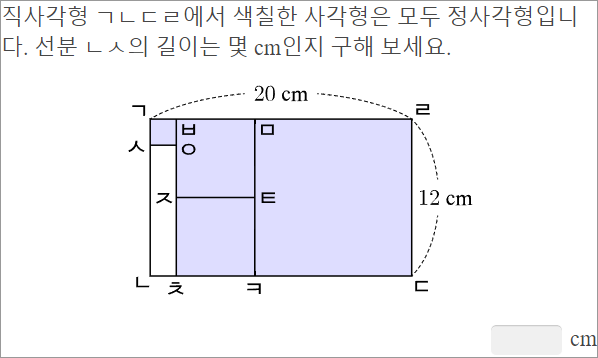 직사각형 ㄱㄴㄷㄹ에서 색칠한 사각형은 모두 정사각형입니
다. 선분 ㄴㅅ의 길이는 몇 cm인지 구해 보세요.
20 cm
ㄱ ㄹ
ㅂ ㅁ
ㅅ ㅇ
ㅈ ㅌ 12 cm
ㄴ ㅊ ㅋ ㄷ
cm